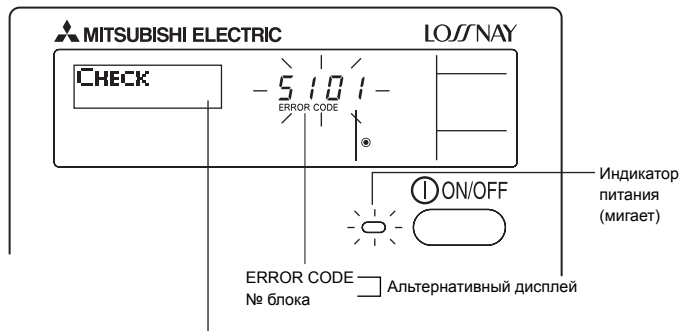 MITSUBISHI ELECTRIC
LOSSNAY
CHECK
5101
ERROR CODE
ON/OFF
Индикатор
питания
(мигает)
ERROR CODE
№ блока
Альтернативный дисплей